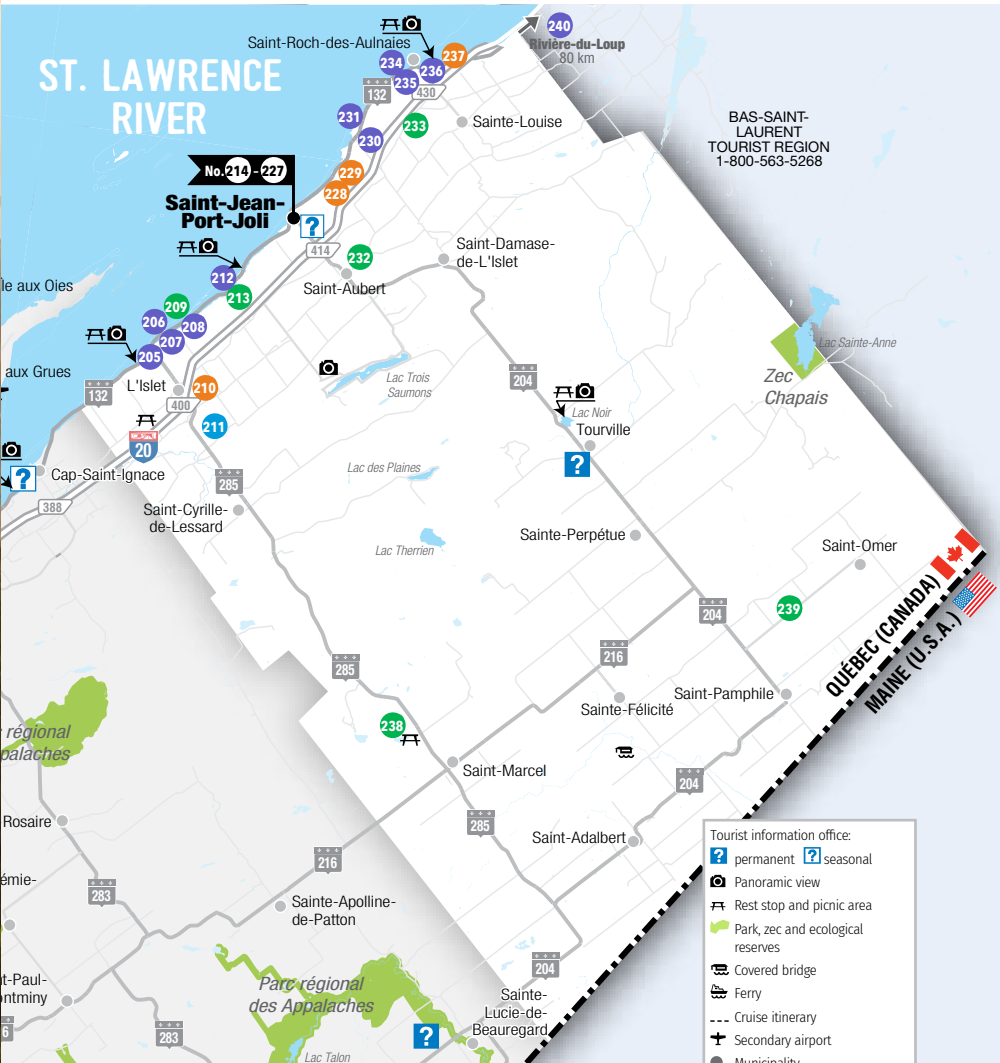 240
Rivière-du-Loup
80 km
Saint-Roch-des-Aulnaies
234
236
237
235
430
132
ST. LAWRENCE
RIVER
231
230
233
Sainte-Louise
BAS-SAINT-
LAURENT
TOURIST REGION
1-800-563-5268
No. 214 - 227
229
228
Saint-Jean-
Port-Joli
?
414
232
Saint-Aubert
Saint-Damase-
de-L'Islet
212
213
le aux Oies
209
206
208
207
205
aux Grues
L'Islet
132
210
400
211
20
Lac Trois
Saumons
204
Lac Noir
Tourville
?
Lac Sainte-Anne
Zec
Chapais
?
Cap-Saint-Ignace
388
285
Saint-Cyrille-
de-Lessard
Lac des Plaines
Lac Therrien
Sainte-Perpétue
Saint-Omer
239
204
216
285
QUÉBEC (CANADA)
MAINE (U.S.A.)
Sainte-Félicité
Saint-Pamphile
238
Saint-Marcel
204
régional
palaches
Rosaire
285
Saint-Adalbert
216
émie-
283
Sainte-Apolline-
de-Patton
204
t-Paul-
ontminy
6
283
Parc régional
des Appalaches
Sainte-
Lucie-de-
Beauregard
?
Lac Talon
Tourist information office:
? permanent ? seasonal
Panoramic view
Rest stop and picnic area
Park, zec and ecological
reserves
Covered bridge
Ferry
Cruise itinerary
Secondary airport
Municipality